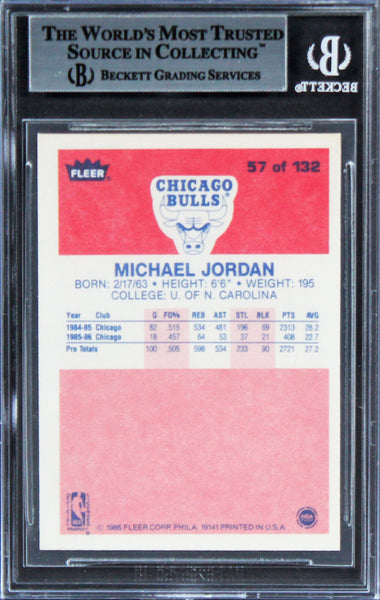 THE WORLD'S MOST TRUSTED
SOURCE IN COLLECTING™
BECKETT GRADING SERVICES
BECKETT
FLEER
57 of 132
CHICAGO
BULLS
MICHAEL JORDAN
BORN: 2/17/63 • HEIGHT: 6'6" • WEIGHT: 195
COLLEGE: U. OF N. CAROLINA
Year Club G FG% REB AST STL BLK PTS AVG
1984-85 Chicago 82 .515 534 481 196 69 2313 28.2
1985-86 Chicago 18 .457 64 53 37 21 408 22.7
Pro Totals 100 .505 598 534 233 90 2721 27.2
© 1986 FLEER CORP. PHILA. 19141 PRINTED IN U.S.A.